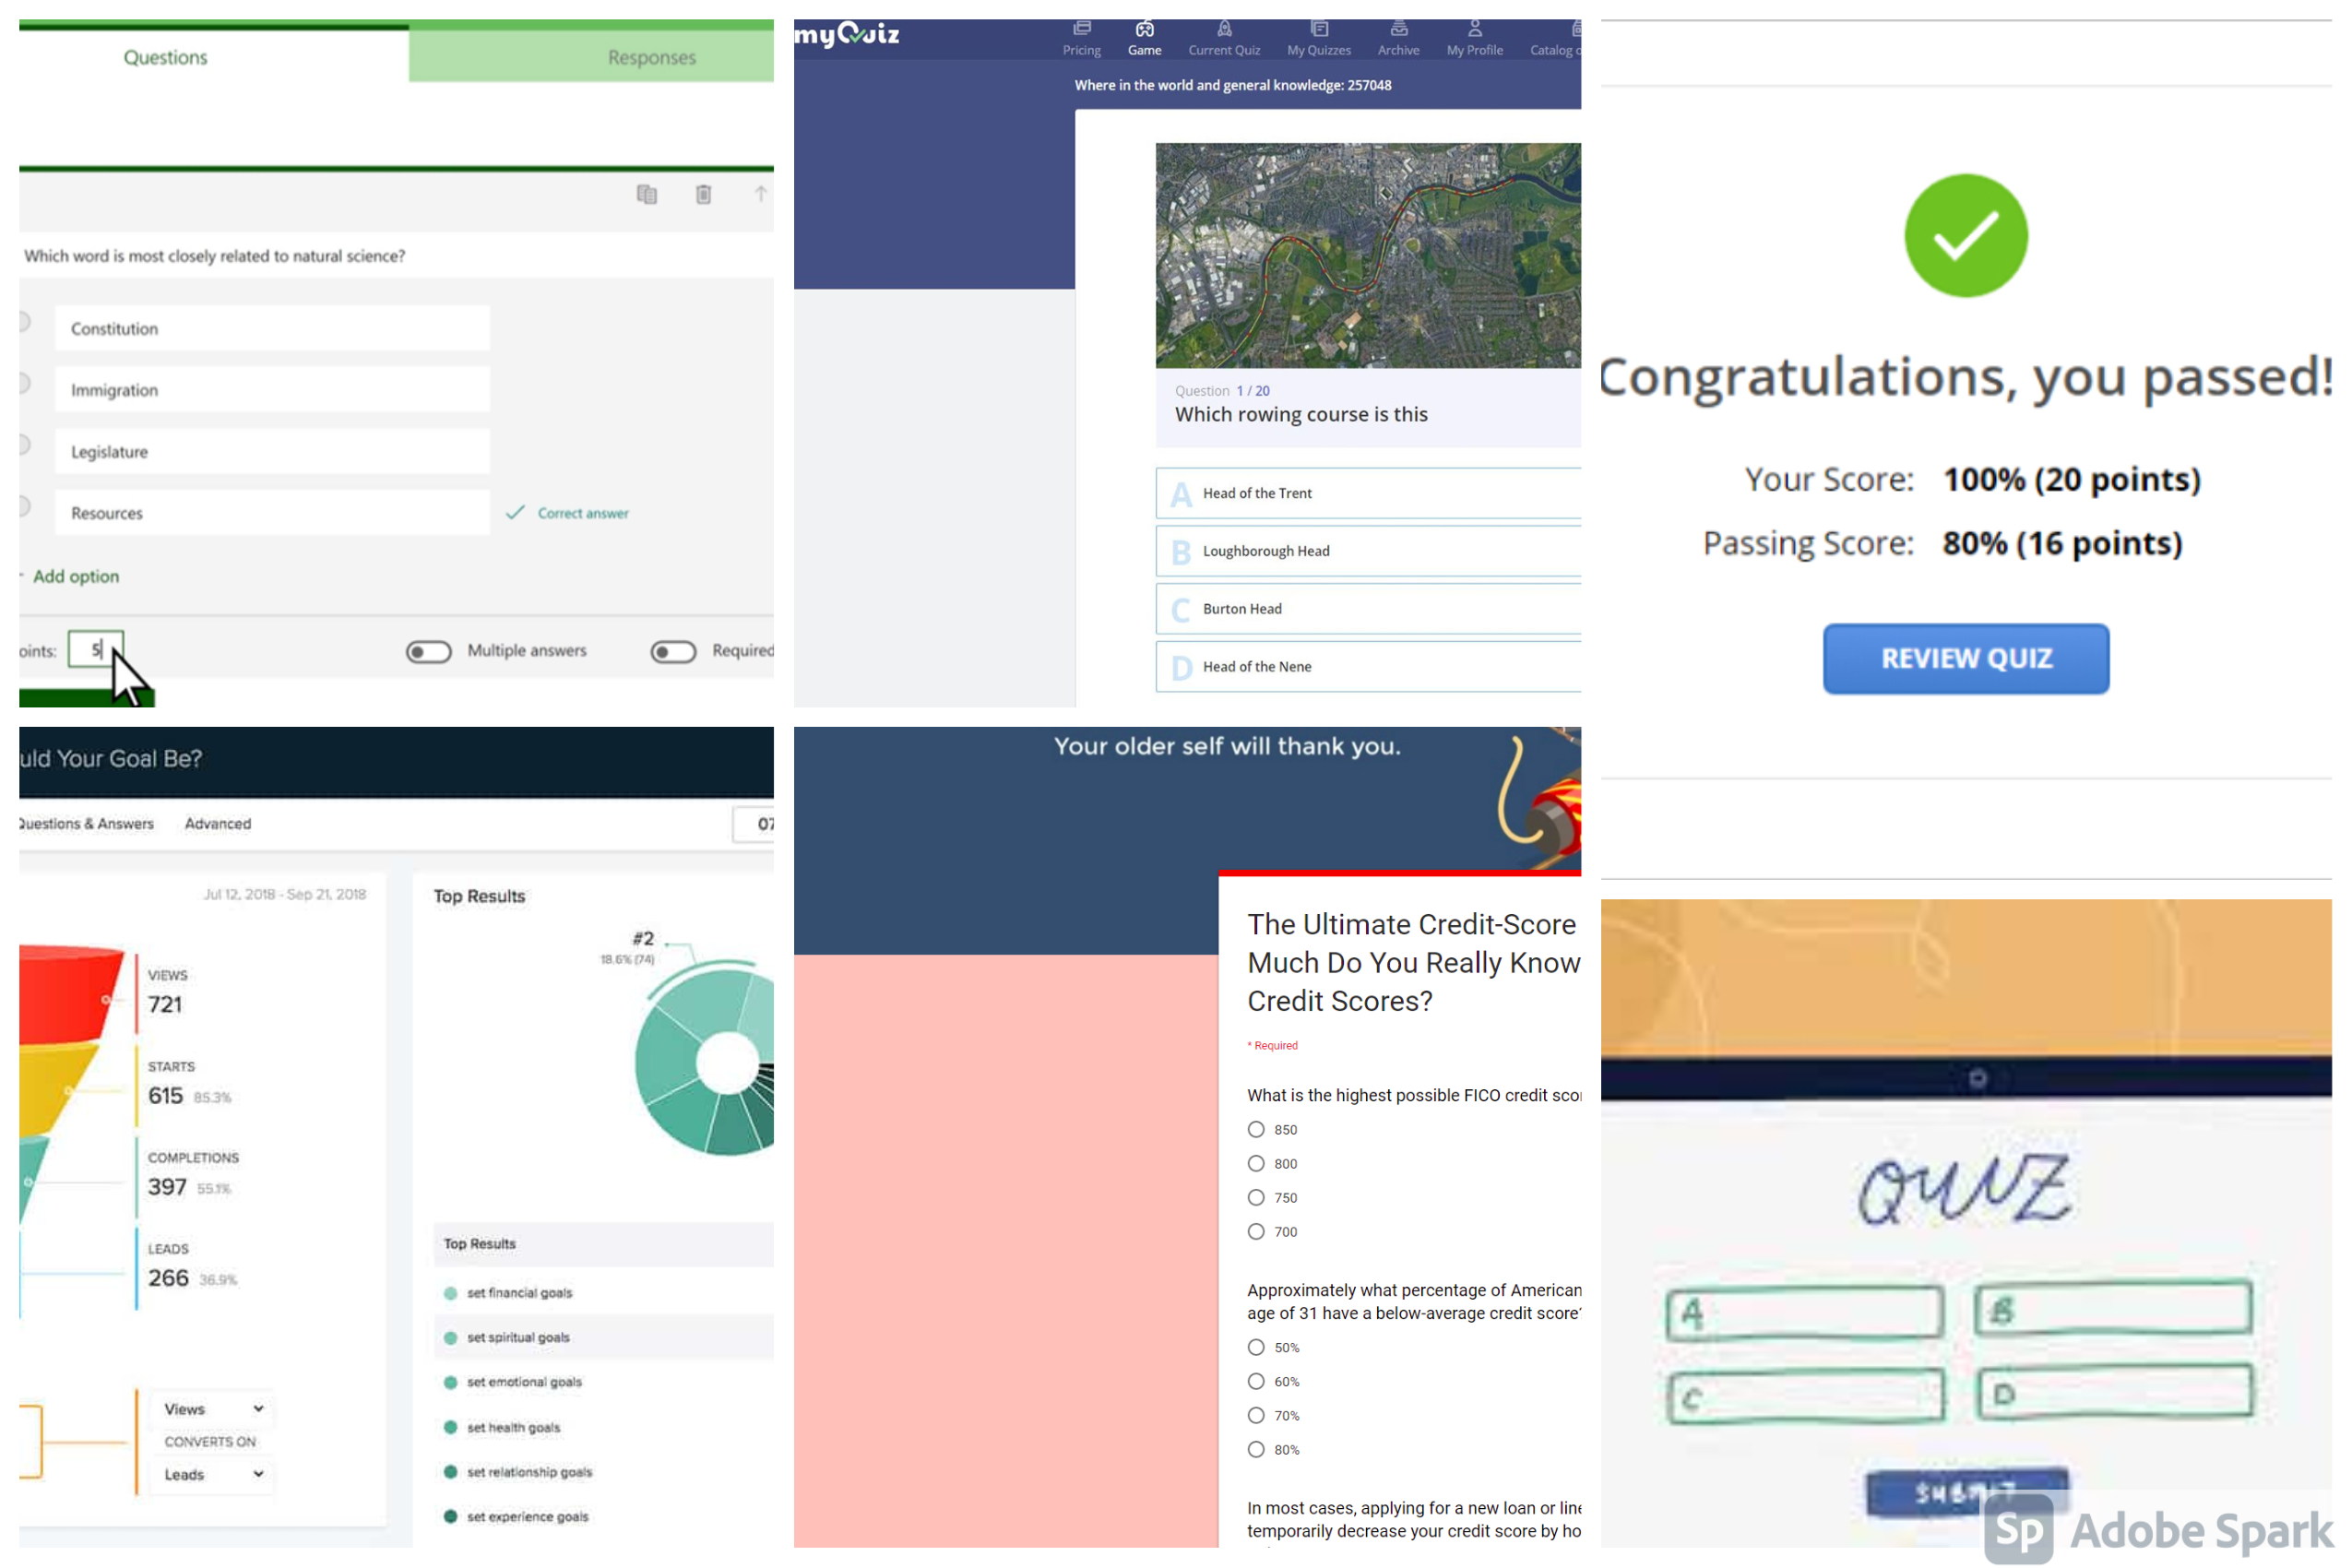 Questions
Responses
Which word is most closely related to natural science?
Constitution
Immigration
Legislature
Resources
Correct answer
Add option
oints: 5
Multiple answers
Required
myQuiz
Pricing
Game
Current Quiz
My Quizzes
Archive
My Profile
Catalog o
Where in the world and general knowledge: 257048
Question 1 / 20
Which rowing course is this
A Head of the Trent
B Loughborough Head
C Burton Head
D Head of the Nene
Congratulations, you passed!
Your Score: 100% (20 points)
Passing Score: 80% (16 points)
REVIEW QUIZ
uld Your Goal Be?
Questions & Answers
Advanced
07
Jul 12, 2018 - Sep 21, 2018
VIEWS
721
STARTS
615 85.3%
COMPLETIONS
397 55.1%
LEADS
266 36.9%
Views
CONVERTS ON
Leads
Top Results
#2
18.6% (74)
Top Results
set financial goals
set spiritual goals
set emotional goals
set health goals
set relationship goals
set experience goals
Your older self will thank you.
The Ultimate Credit-Score
Much Do You Really Know
Credit Scores?
* Required
What is the highest possible FICO credit scor
850
800
750
700
Approximately what percentage of American
age of 31 have a below-average credit score?
50%
60%
70%
80%
In most cases, applying for a new loan or line
temporarily decrease your credit score by ho
QUIZ
A
B
C
D
SUBMIT
Sp Adobe Spark